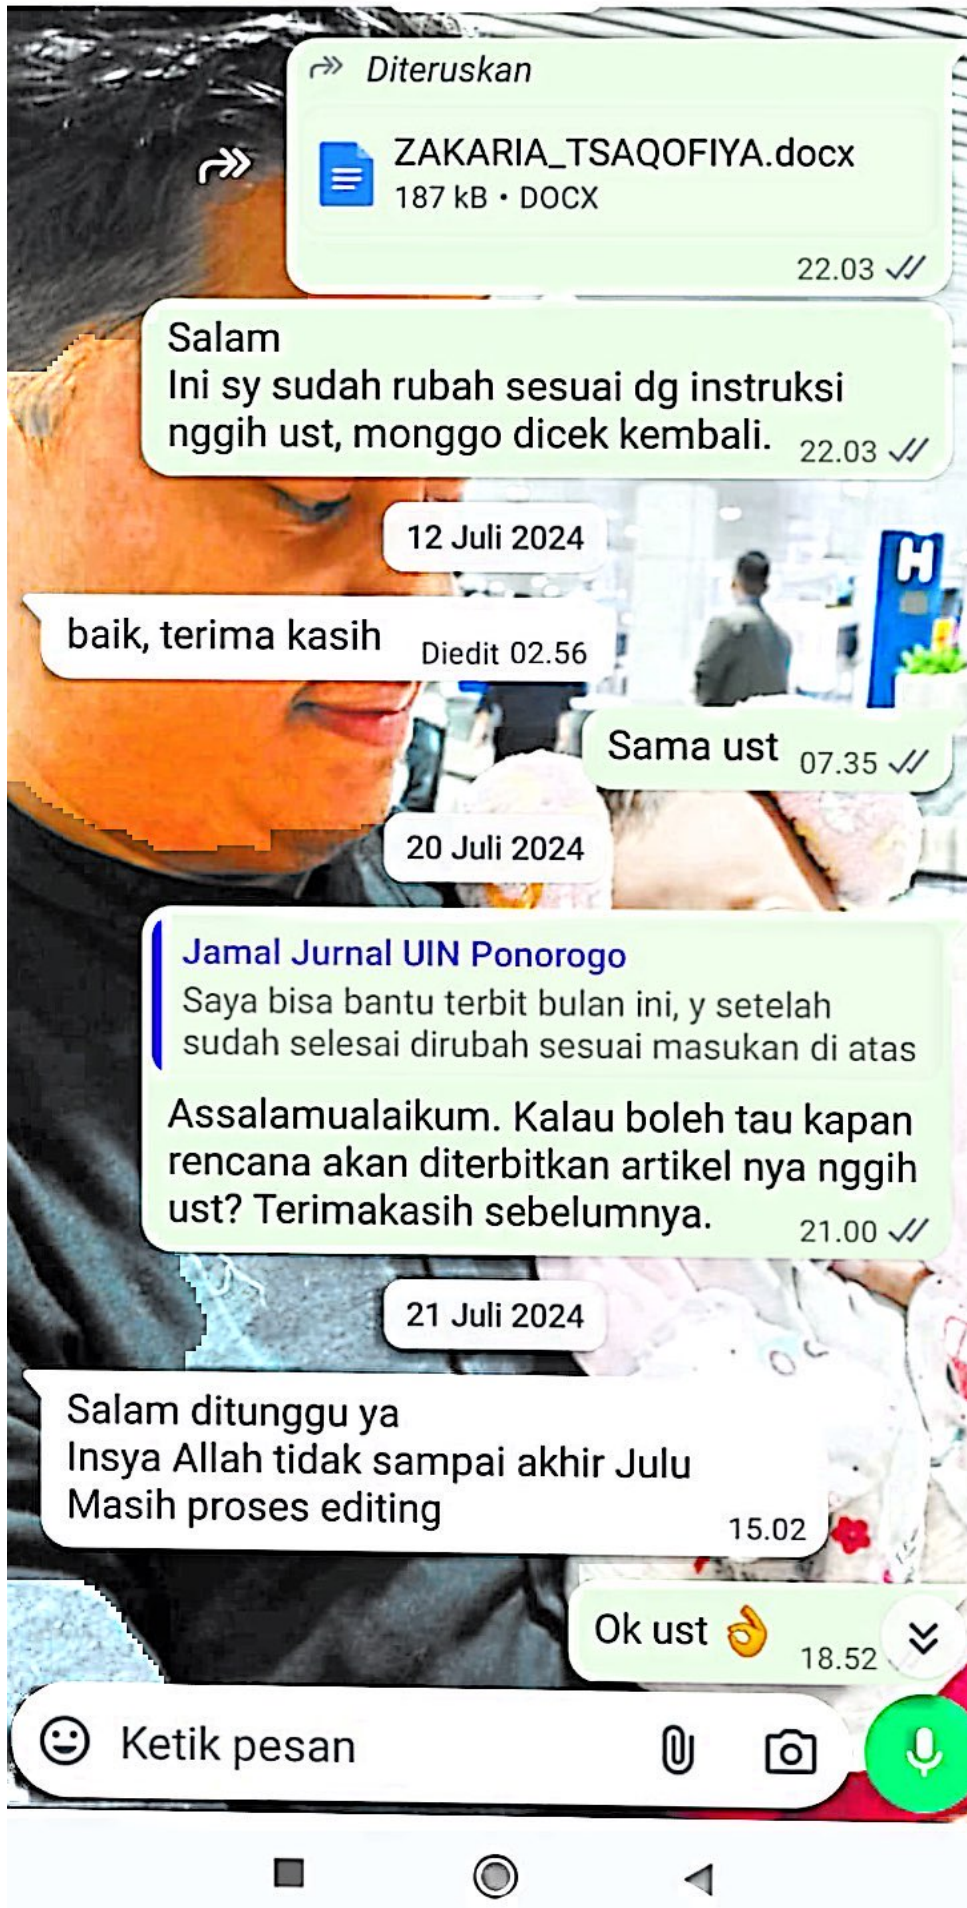 Diteruskan
ZAKARIA_TSAQOFIYA.docx
187 kB • DOCX
22.03
Salam
Ini sy sudah rubah sesuai dg instruksi
nggih ust, monggo dicek kembali. 22.03
12 Juli 2024
H
baik, terima kasih Diedit 02.56
Sama ust 07.35
20 Juli 2024
Jamal Jurnal UIN Ponorogo
Saya bisa bantu terbit bulan ini, y setelah
sudah selesai dirubah sesuai masukan di atas
Assalamualaikum. Kalau boleh tau kapan
rencana akan diterbitkan artikel nya nggih
ust? Terimakasih sebelumnya. 21.00
21 Juli 2024
Salam ditunggu ya
Insya Allah tidak sampai akhir Julu
Masih proses editing 15.02
Ok ust 👌 18.52
Ketik pesan